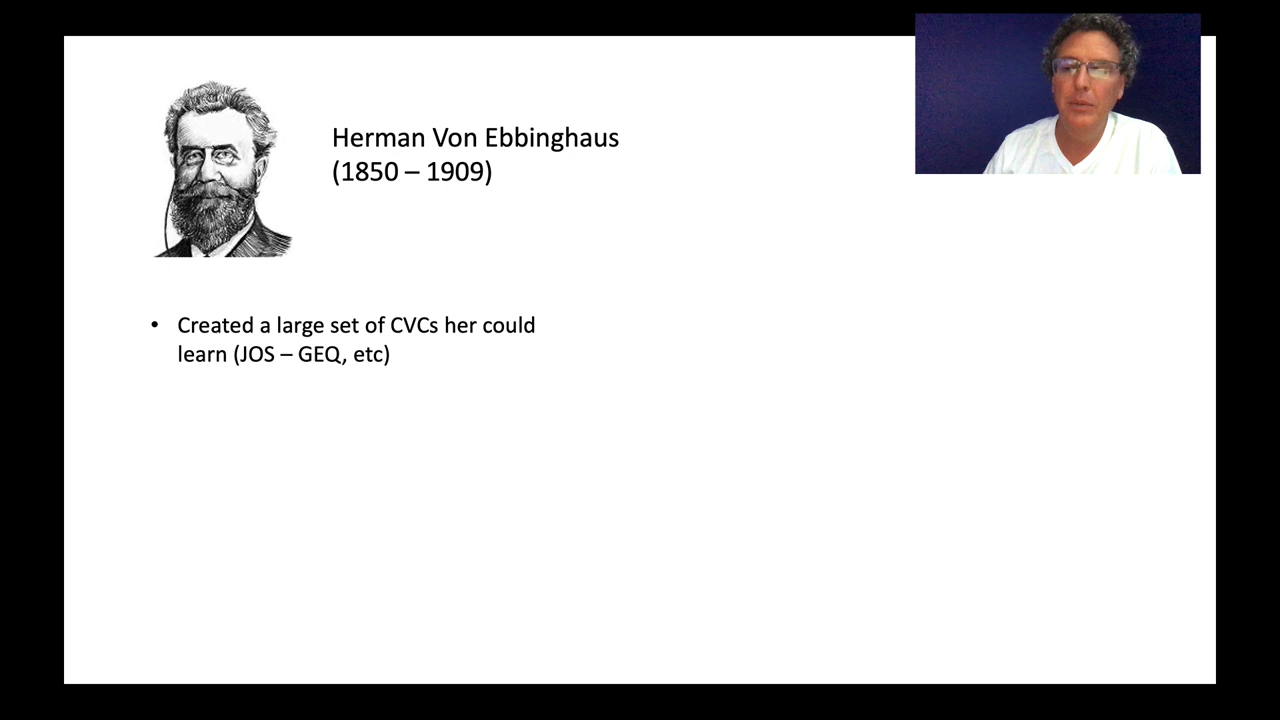 Herman Von Ebbinghaus
(1850 – 1909)
• Created a large set of CVCs her could
learn (JOS – GEQ, etc)